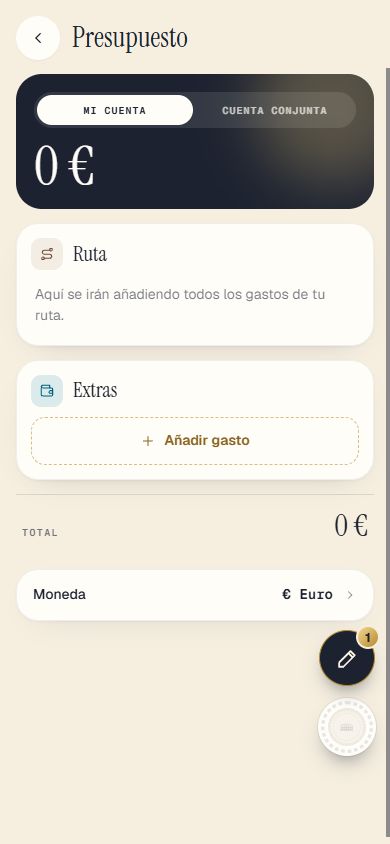 Presupuesto
MI CUENTA
CUENTA CONJUNTA
0 €
Ruta
Aquí se irán añadiendo todos los gastos de tu
ruta.
Extras
+ Añadir gasto
TOTAL
0 €
Moneda
€ Euro
1